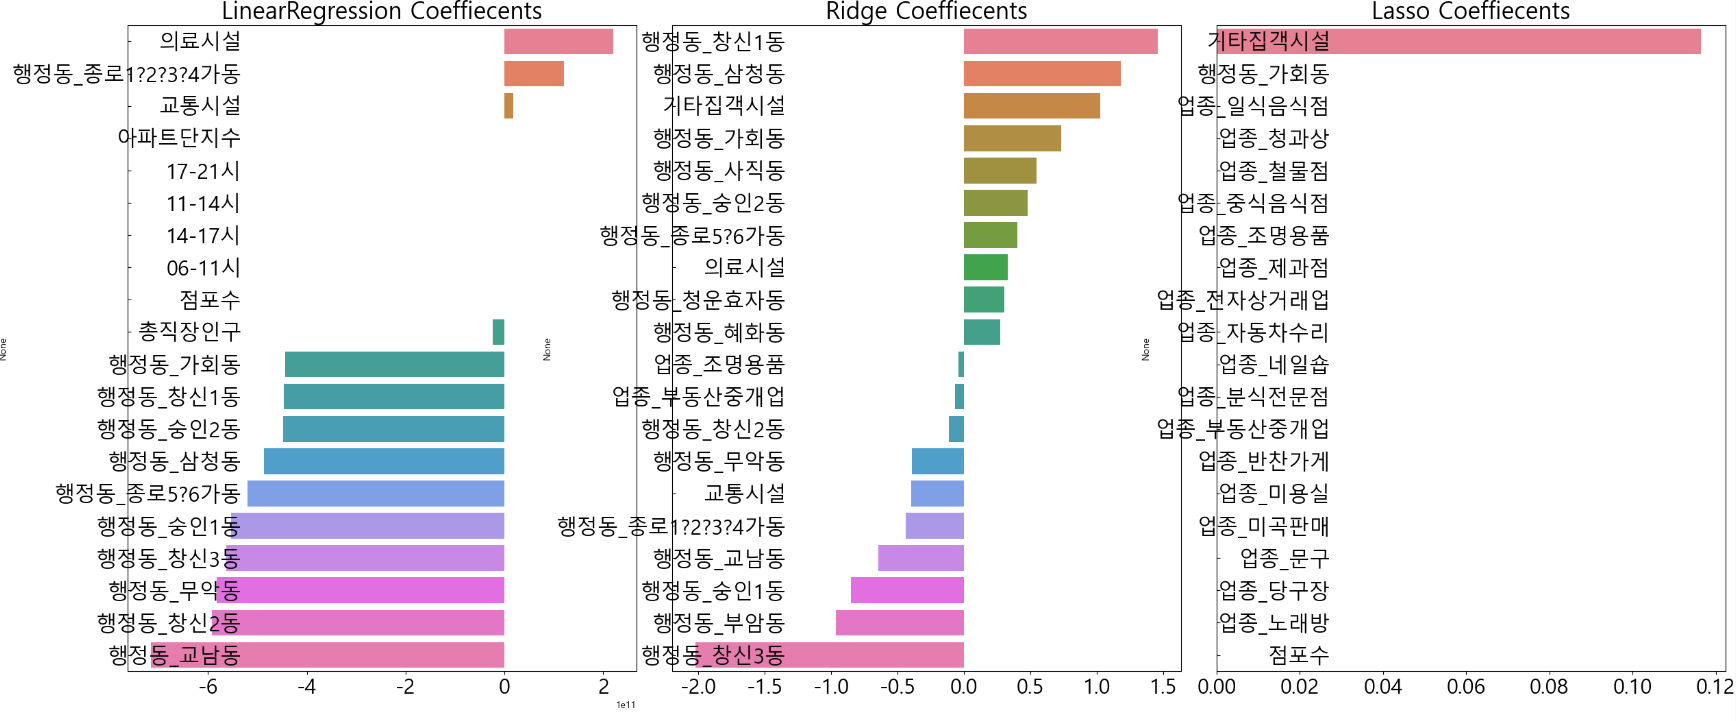 LinearRegression Coeffiecents
의료시설
행정동_종로1?2?3?4가동
교통시설
아파트단지수
17-21시
11-14시
14-17시
06-11시
점포수
총직장인구
행정동_가회동
행정동_창신1동
행정동_숭인2동
행정동_삼청동
행정동_종로5?6가동
행정동_숭인1동
행정동_창신3동
행정동_무악동
행정동_창신2동
행정동_교남동
None
-6 -4 -2 0 2
1e11
Ridge Coeffiecents
행정동_창신1동
행정동_삼청동
기타집객시설
행정동_가회동
행정동_사직동
행정동_숭인2동
행정동_종로5?6가동
의료시설
행정동_청운효자동
행정동_혜화동
업종_조명용품
업종_부동산중개업
행정동_창신2동
행정동_무악동
교통시설
행정동_종로1?2?3?4가동
행정동_교남동
행정동_숭인1동
행정동_부암동
행정동_창신3동
None
-2.0 -1.5 -1.0 -0.5 0.0 0.5 1.0 1.5
Lasso Coeffiecents
기타집객시설
행정동_가회동
업종_일식음식점
업종_청과상
업종_철물점
업종_중식음식점
업종_조명용품
업종_제과점
업종_전자상거래업
업종_자동차수리
업종_네일숍
업종_분식전문점
업종_부동산중개업
업종_반찬가게
업종_미용실
업종_미곡판매
업종_문구
업종_당구장
업종_노래방
점포수
None
0.00 0.02 0.04 0.06 0.08 0.10 0.12